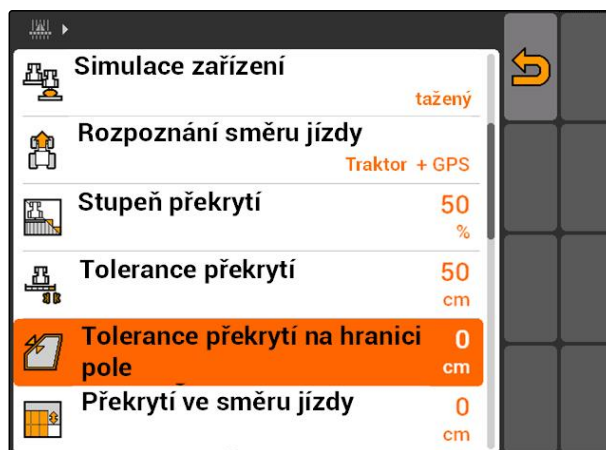 Simulace zařízení
tažený
Rozpoznání směru jízdy
Traktor + GPS
Stupeň překrytí
50
%
Tolerance překrytí
50
cm
Tolerance překrytí na hranici
pole
0
cm
Překrytí ve směru jízdy
0
cm